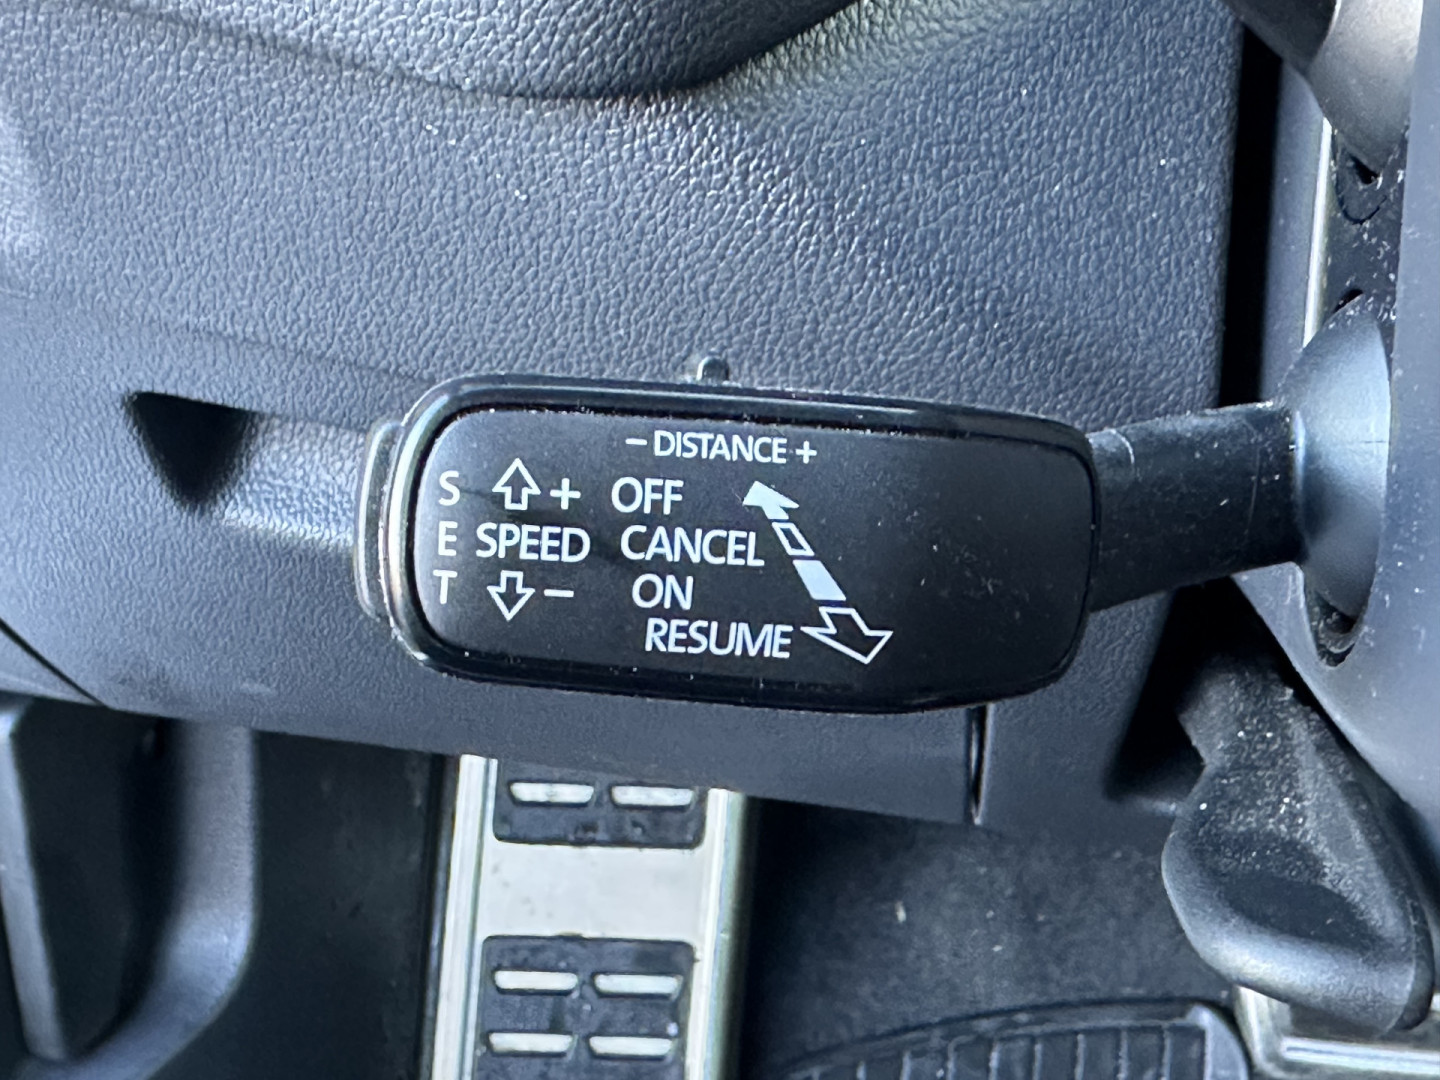 − DISTANCE +
S + OFF
E SPEED CANCEL
T − ON
RESUME